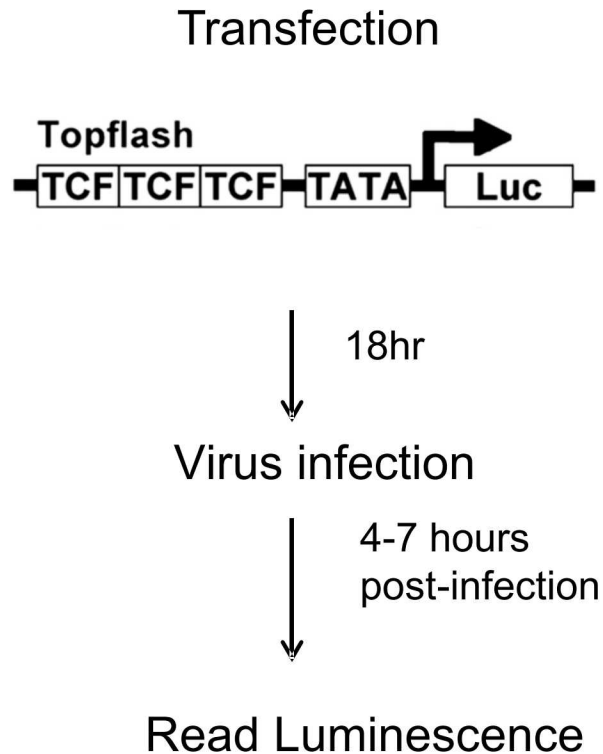 Transfection
Topflash
TCF TCF TCF TATA Luc
18hr
Virus infection
4-7 hours
post-infection
Read Luminescence